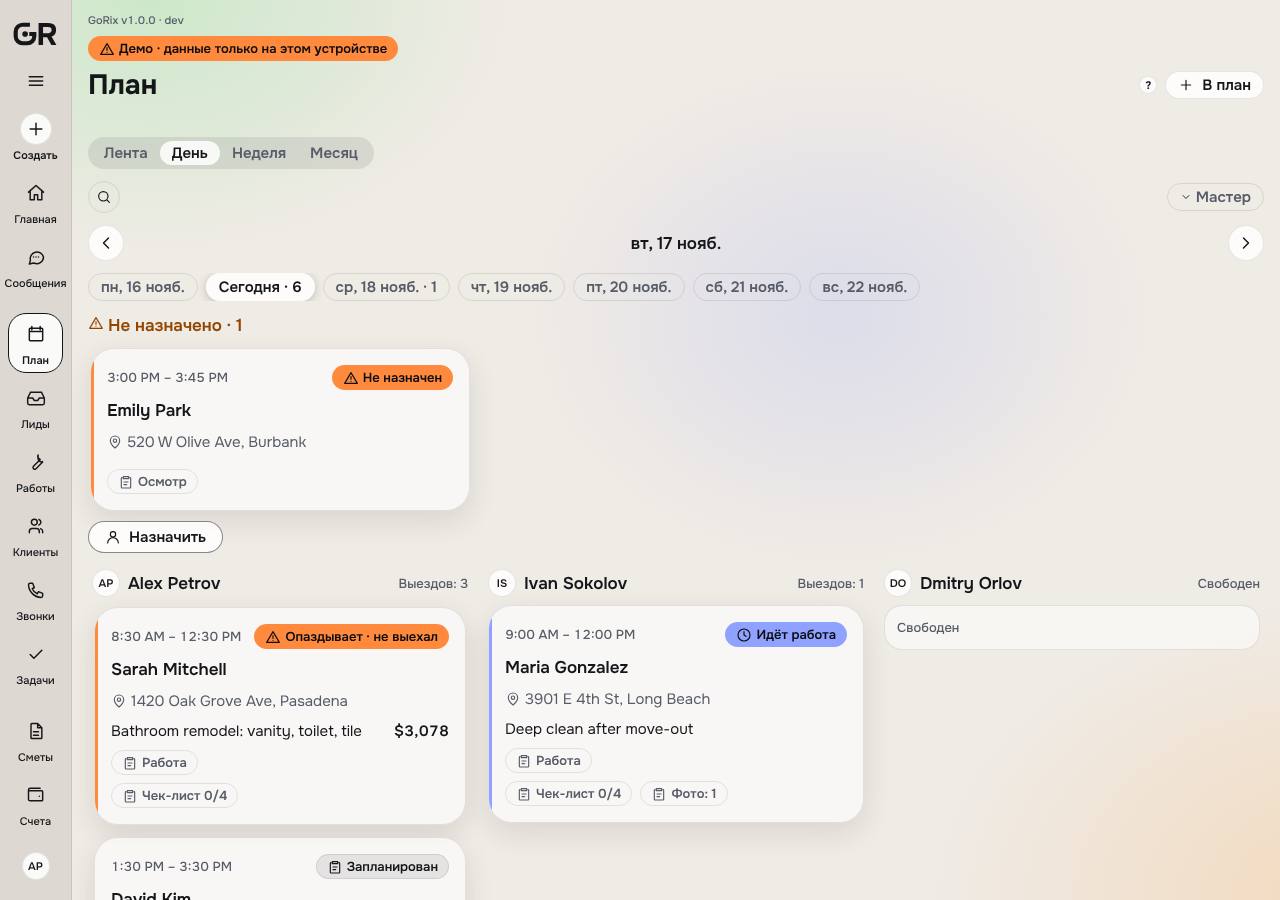 GR
Создать
Главная
Сообщения
План
Лиды
Работы
Клиенты
Звонки
Задачи
Сметы
Счета
AP
GoRix v1.0.0 · dev
Демо · данные только на этом устройстве
План
?
В план
Лента День Неделя Месяц
Мастер
вт, 17 нояб.
пн, 16 нояб. Сегодня · 6 ср, 18 нояб. · 1 чт, 19 нояб. пт, 20 нояб. сб, 21 нояб. вс, 22 нояб.
Не назначено · 1
3:00 PM – 3:45 PM Не назначен
Emily Park
520 W Olive Ave, Burbank
Осмотр
Назначить
AP Alex Petrov Выездов: 3
8:30 AM – 12:30 PM Опаздывает · не выехал
Sarah Mitchell
1420 Oak Grove Ave, Pasadena
Bathroom remodel: vanity, toilet, tile $3,078
Работа
Чек-лист 0/4
1:30 PM – 3:30 PM Запланирован
David Kim
IS Ivan Sokolov Выездов: 1
9:00 AM – 12:00 PM Идёт работа
Maria Gonzalez
3901 E 4th St, Long Beach
Deep clean after move-out
Работа
Чек-лист 0/4 Фото: 1
DO Dmitry Orlov Свободен
Свободен